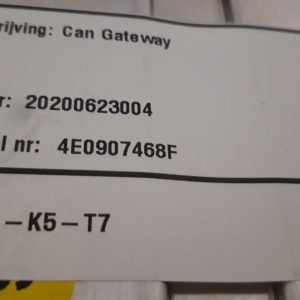 rijving: Can Gateway
r: 20200623004
l nr: 4E0907468F
-K5-T7